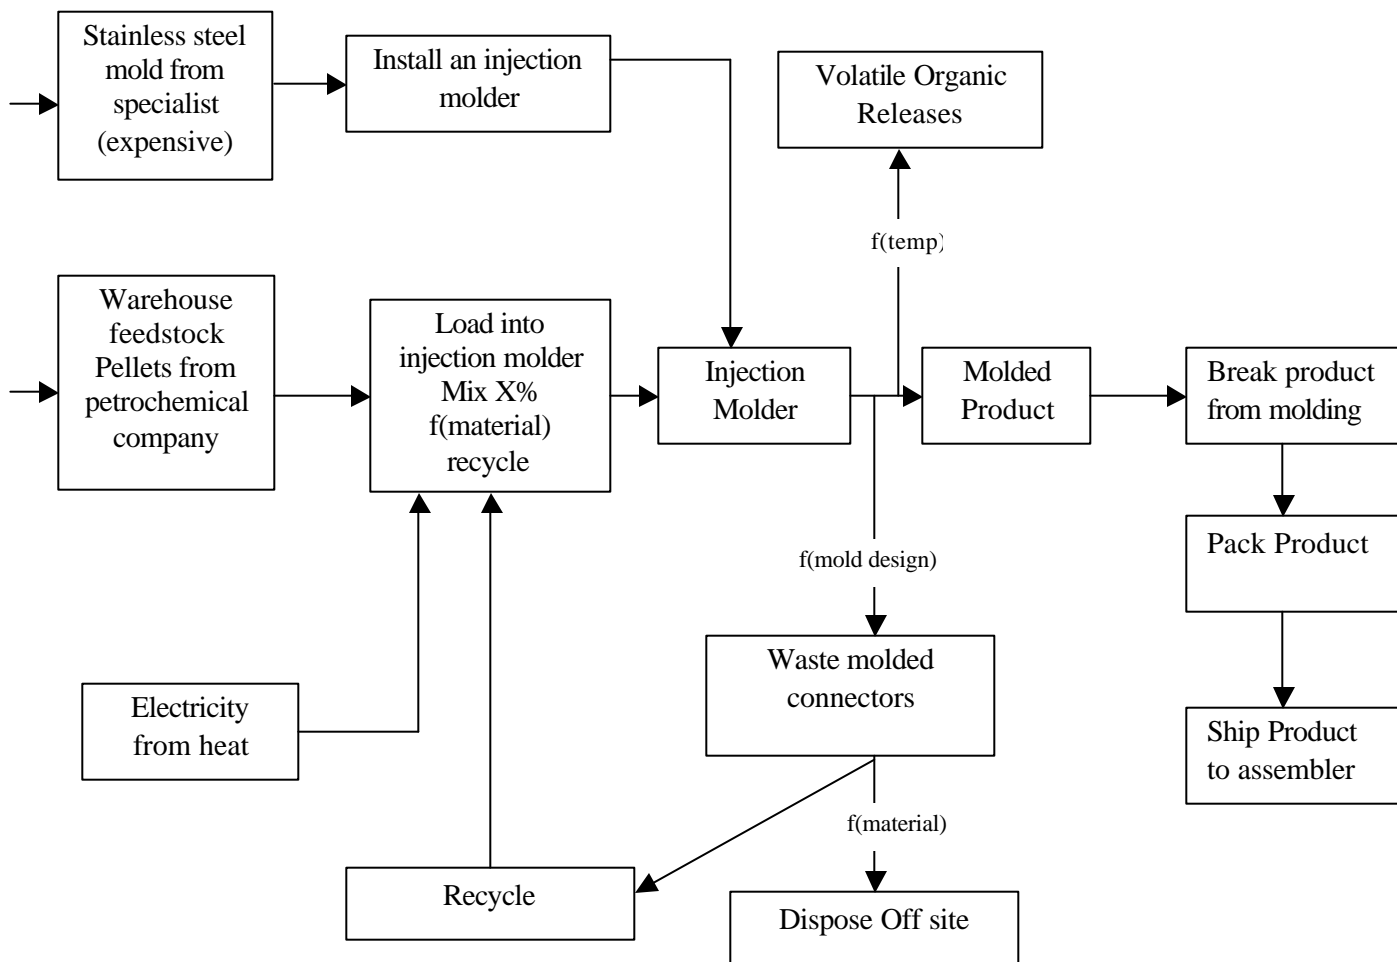 Stainless steel
mold from
specialist
(expensive)
Install an injection
molder
Volatile Organic
Releases
f(temp)
Warehouse
feedstock
Pellets from
petrochemical
company
Load into
injection molder
Mix X%
f(material)
recycle
Injection
Molder
Molded
Product
Break product
from molding
Pack Product
f(mold design)
Waste molded
connectors
Electricity
from heat
Ship Product
to assembler
f(material)
Recycle
Dispose Off site